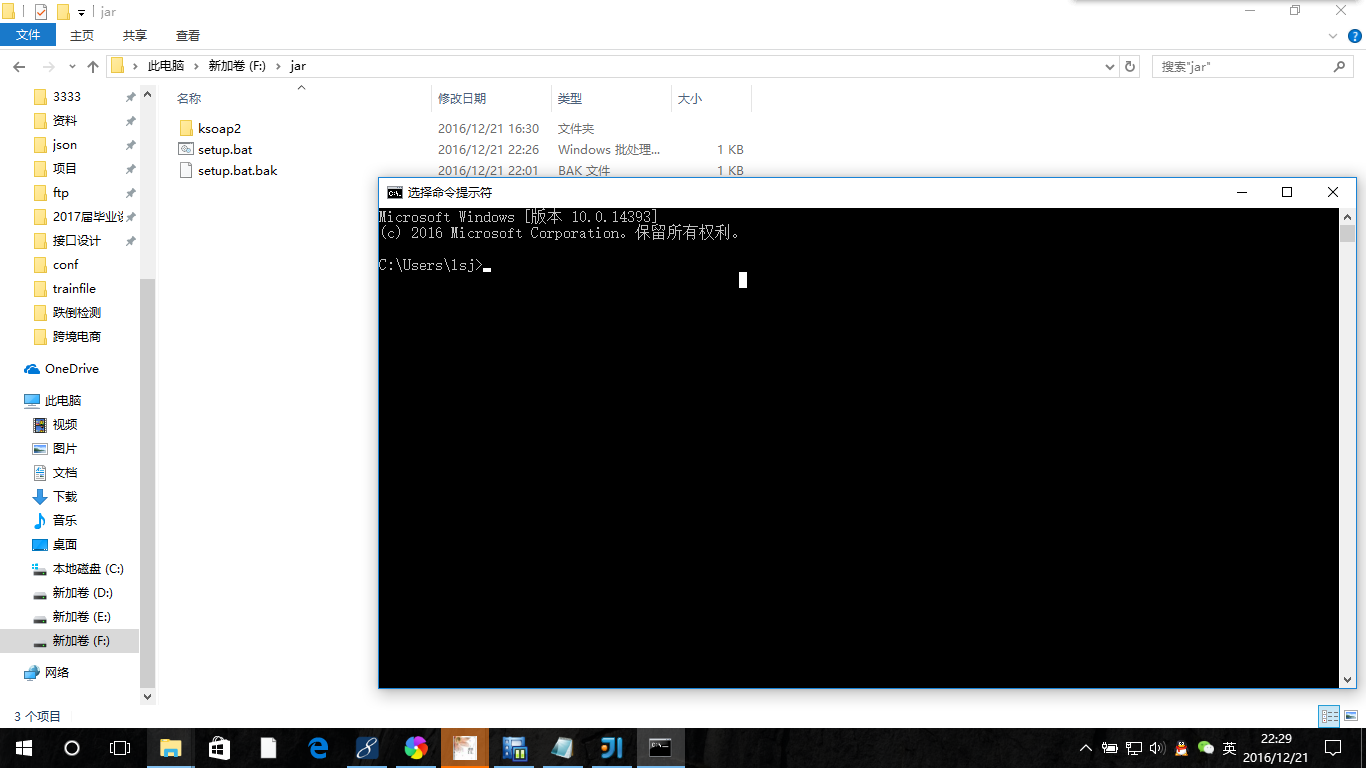 jar
文件 主页 共享 查看
此电脑 新加卷 (F:) jar
搜索"jar"
名称 修改日期 类型 大小
ksoap2 2016/12/21 16:30 文件夹
setup.bat 2016/12/21 22:26 Windows 批处理... 1 KB
setup.bat.bak 2016/12/21 22:01 BAK 文件 1 KB
3333
资料
json
项目
ftp
2017届毕业设
接口设计
conf
trainfile
跌倒检测
跨境电商
OneDrive
此电脑
视频
图片
文档
下载
音乐
桌面
本地磁盘 (C:)
新加卷 (D:)
新加卷 (E:)
新加卷 (F:)
网络
3 个项目
选择命令提示符
Microsoft Windows [版本 10.0.14393]
(c) 2016 Microsoft Corporation。保留所有权利。
C:\Users\lsj>
英
22:29
2016/12/21